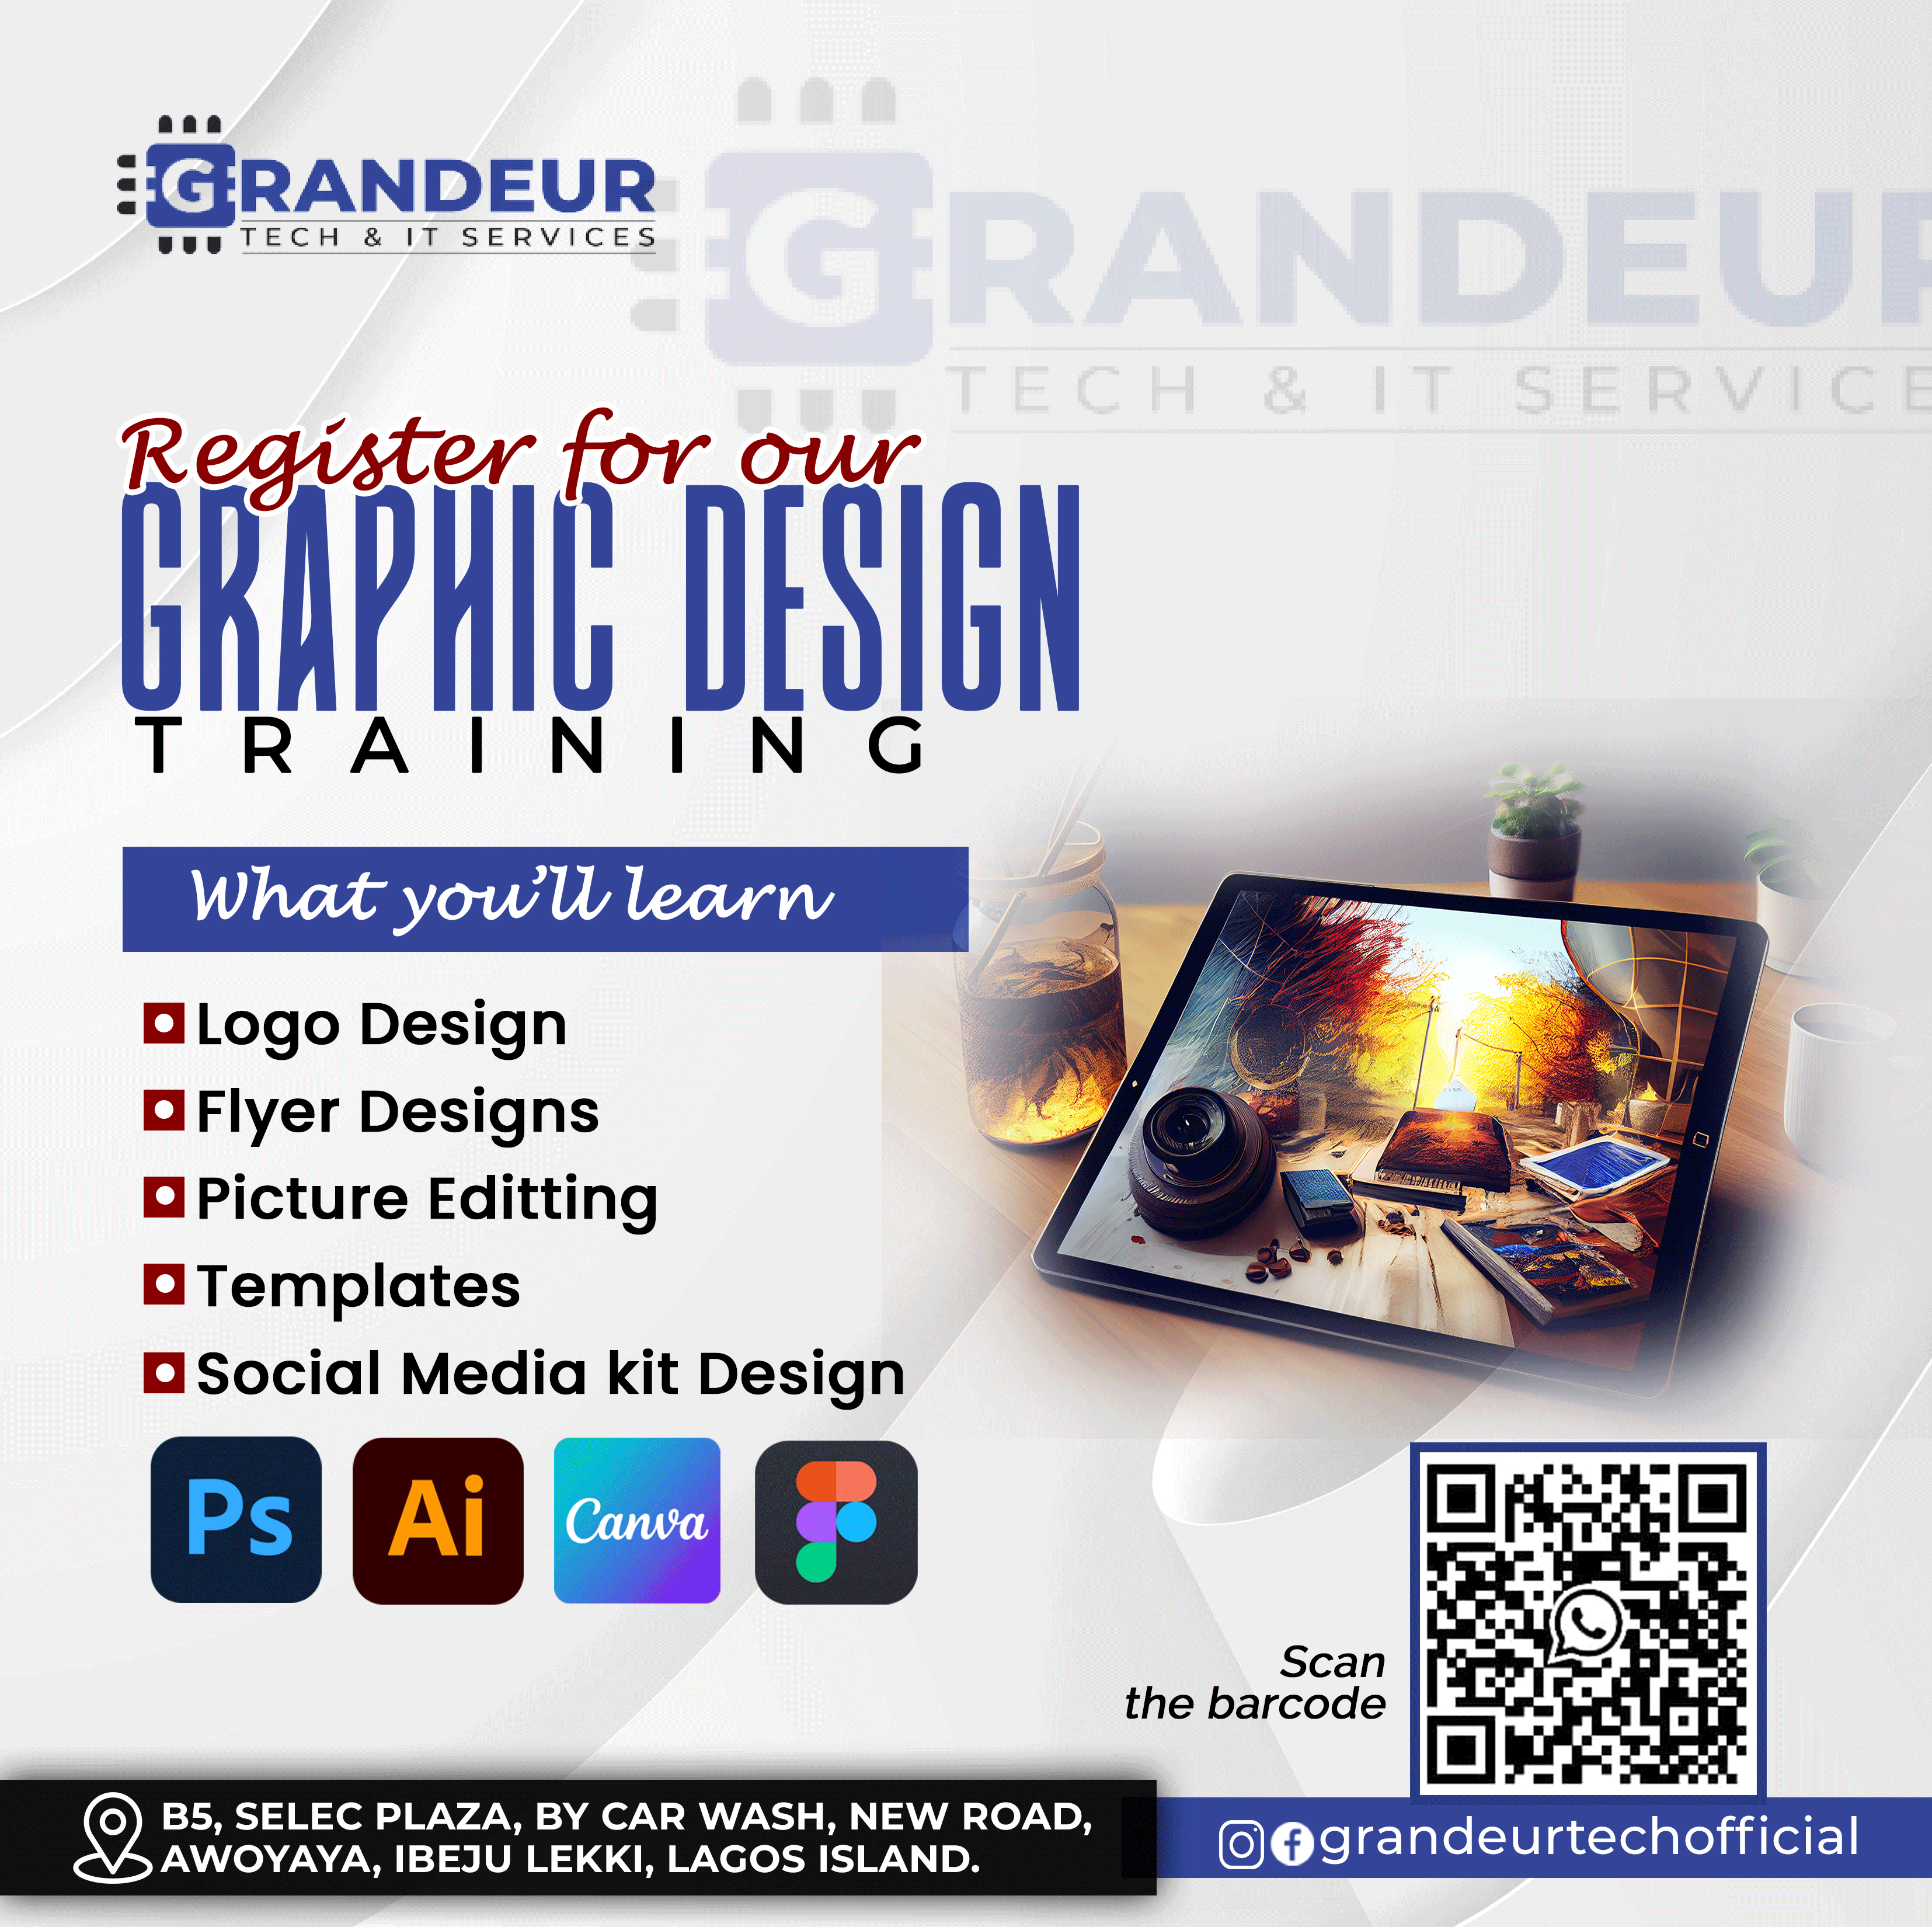 GRANDEUR
TECH & IT SERVICES
GRANDEUR
TECH & IT SERVICE
Register for our
GRAPHIC DESIGN
TRAINING
What you'll learn
Logo Design
Flyer Designs
Picture Editting
Templates
Social Media kit Design
Ps
Ai
Canva
Scan
the barcode
B5, SELEC PLAZA, BY CAR WASH, NEW ROAD,
AWOYAYA, IBEJU LEKKI, LAGOS ISLAND.
grandeurtechofficial